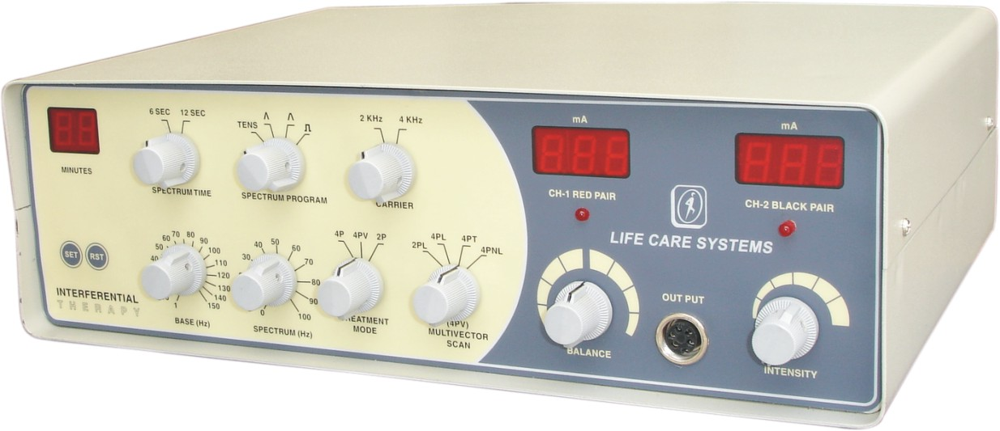 MINUTES
6 SEC 12 SEC
SPECTRUM TIME
TENS
SPECTRUM PROGRAM
2 KHz 4 KHz
CARRIER
mA
CH-1 RED PAIR
mA
CH-2 BLACK PAIR
LIFE CARE SYSTEMS
SET RST
INTERFERENTIAL
THERAPY
1 50 60 70 80 90 100 110 120 130 140 150
BASE (Hz)
0 30 40 50 60 70 80 90 100
SPECTRUM (Hz)
4P 4PV 2P
MODE
2PL 4PL 4PT 4PNL
(4PV)
MULTIVECTOR
SCAN
BALANCE
OUT PUT
INTENSITY